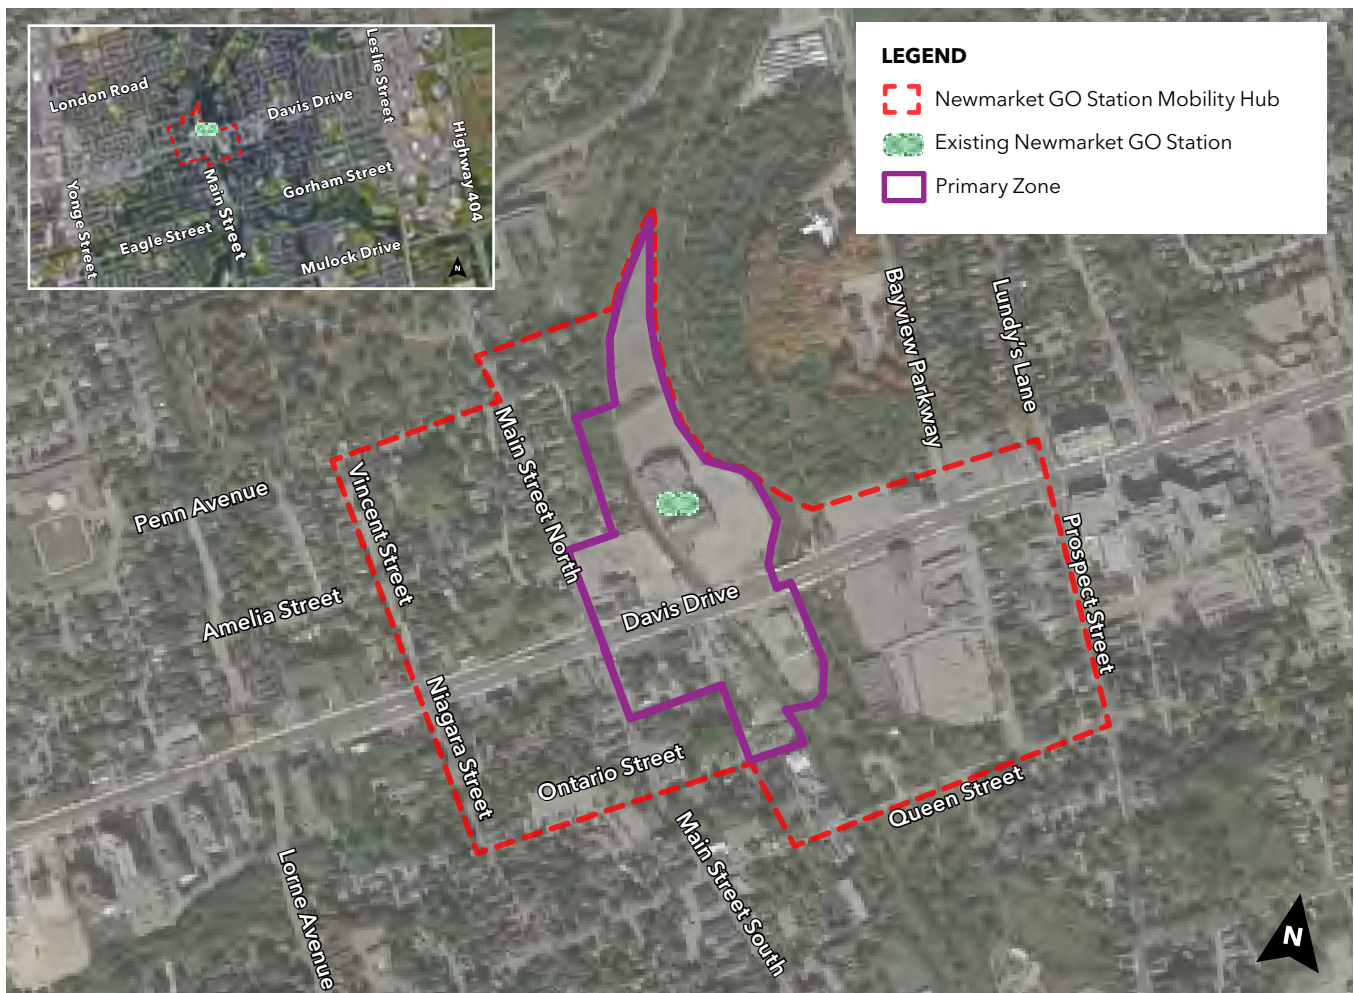 London Road
Leslie Street
Davis Drive
Highway 404
Gorham Street
Yonge Street
Main Street
Eagle Street
Mulock Drive
N
LEGEND
Newmarket GO Station Mobility Hub
Existing Newmarket GO Station
Primary Zone
Bayview Parkway
Lundy's Lane
Main Street North
Vincent Street
Penn Avenue
Prospect Street
Amelia Street
Davis Drive
Niagara Street
Ontario Street
Queen Street
Main Street South
Lorne Avenue
N